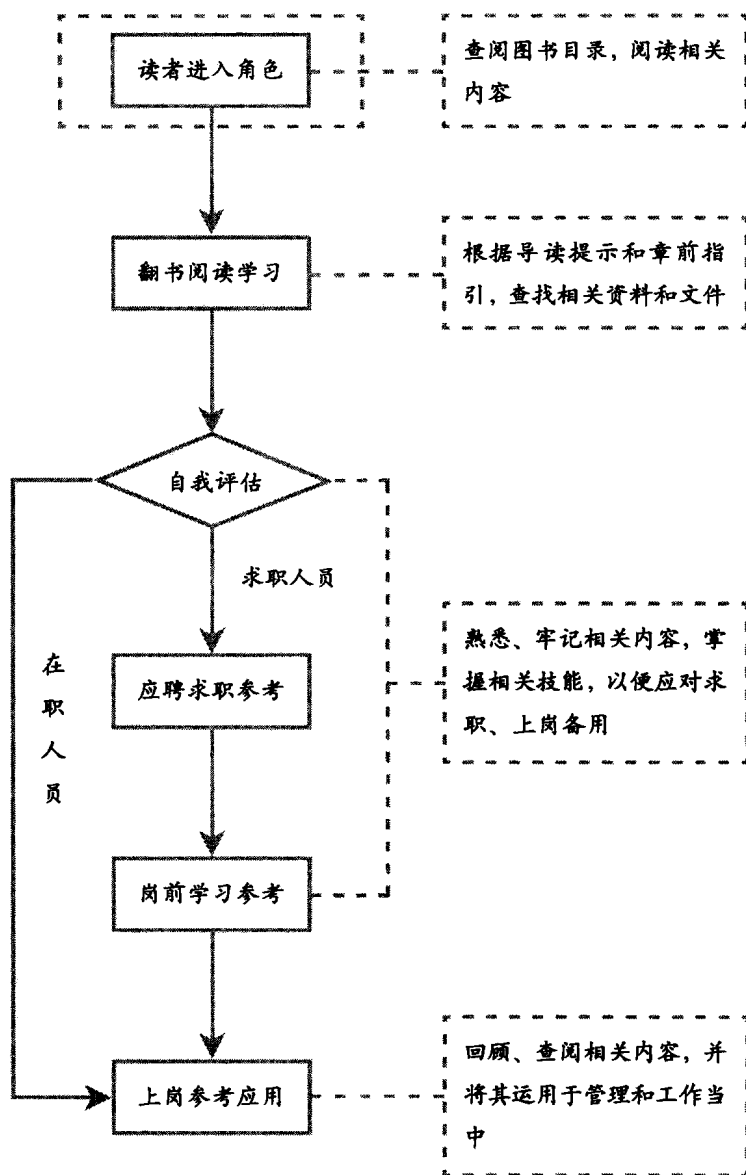 读者进入角色
查阅图书目录，阅读相关
内容
翻书阅读学习
根据导读提示和章前指
引，查找相关资料和文件
自我评估
求职人员
在职人员
应聘求职参考
熟悉、牢记相关内容，掌
握相关技能，以便应对求
职、上岗备用
岗前学习参考
上岗参考应用
回顾、查阅相关内容，并
将其运用于管理和工作当
中